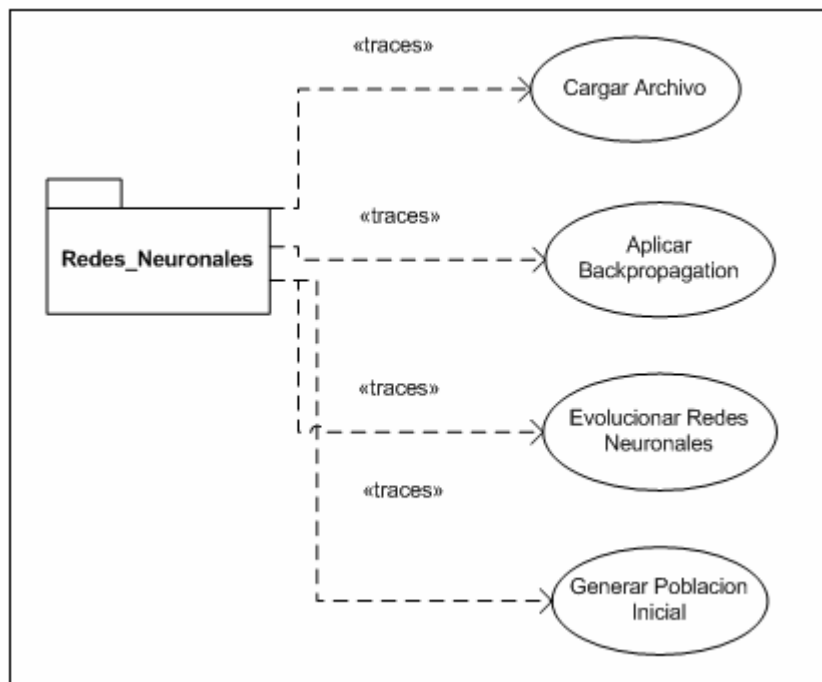 «traces»
Cargar Archivo
«traces»
Redes_Neuronales
Aplicar
Backpropagation
«traces»
Evolucionar Redes
Neuronales
«traces»
Generar Poblacion
Inicial